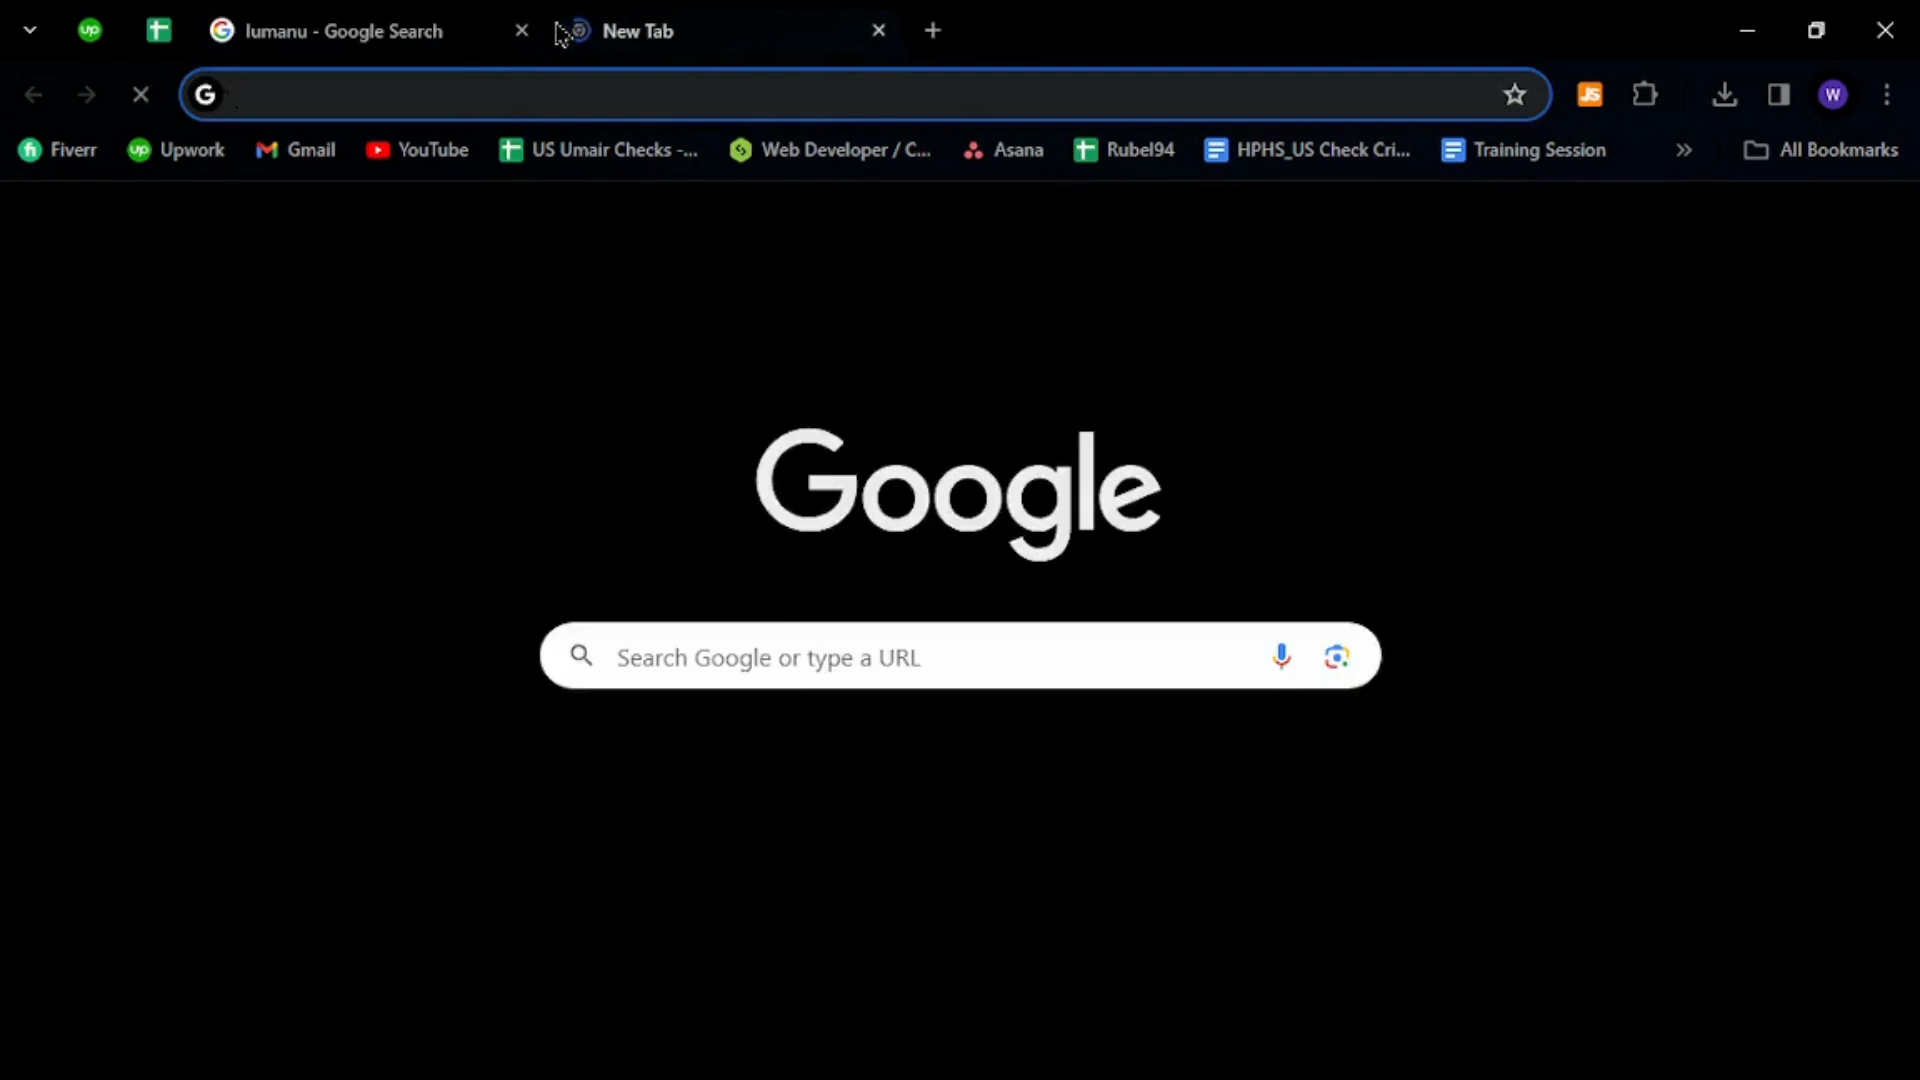 lumanu - Google Search
New Tab
Fiverr
Upwork
Gmail
YouTube
US Umair Checks -...
Web Developer / C...
Asana
Rubel94
HPHS_US Check Cri...
Training Session
All Bookmarks
Google
Search Google or type a URL